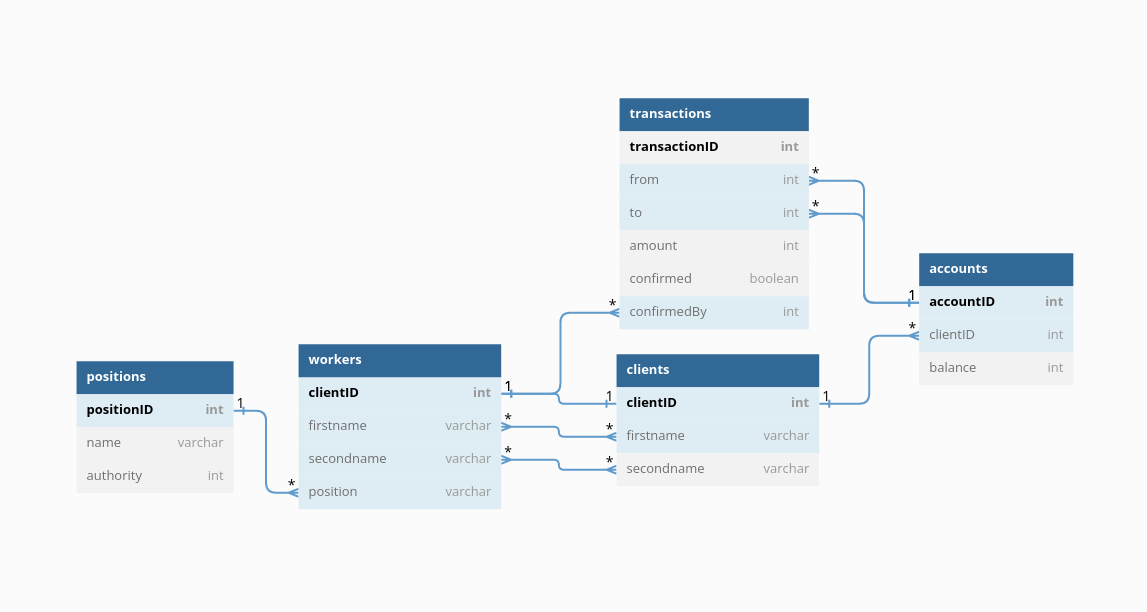 transactions
transactionID int
from int
to int
amount int
confirmed boolean
confirmedBy int
accounts
accountID int
clientID int
balance int
workers
clientID int
firstname varchar
secondname varchar
position varchar
clients
clientID int
firstname varchar
secondname varchar
positions
positionID int
name varchar
authority int
*
*
1
*
*
1
1
1
*
*
*
*
1
*